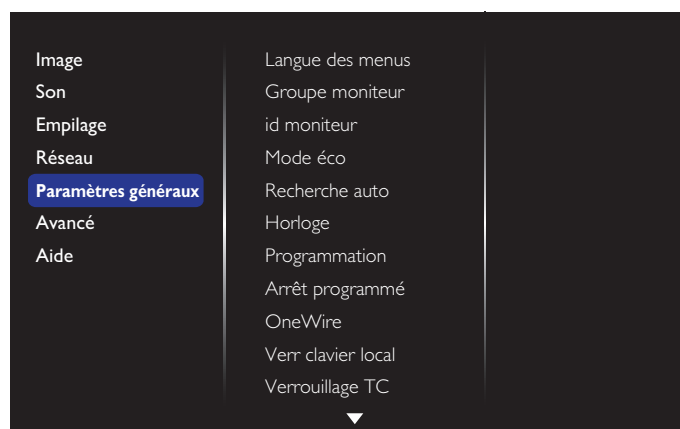 Image
Son
Empilage
Réseau
Paramètres généraux
Avancé
Aide
Langue des menus
Groupe moniteur
id moniteur
Mode éco
Recherche auto
Horloge
Programmation
Arrêt programmé
OneWire
Verr clavier local
Verrouillage TC